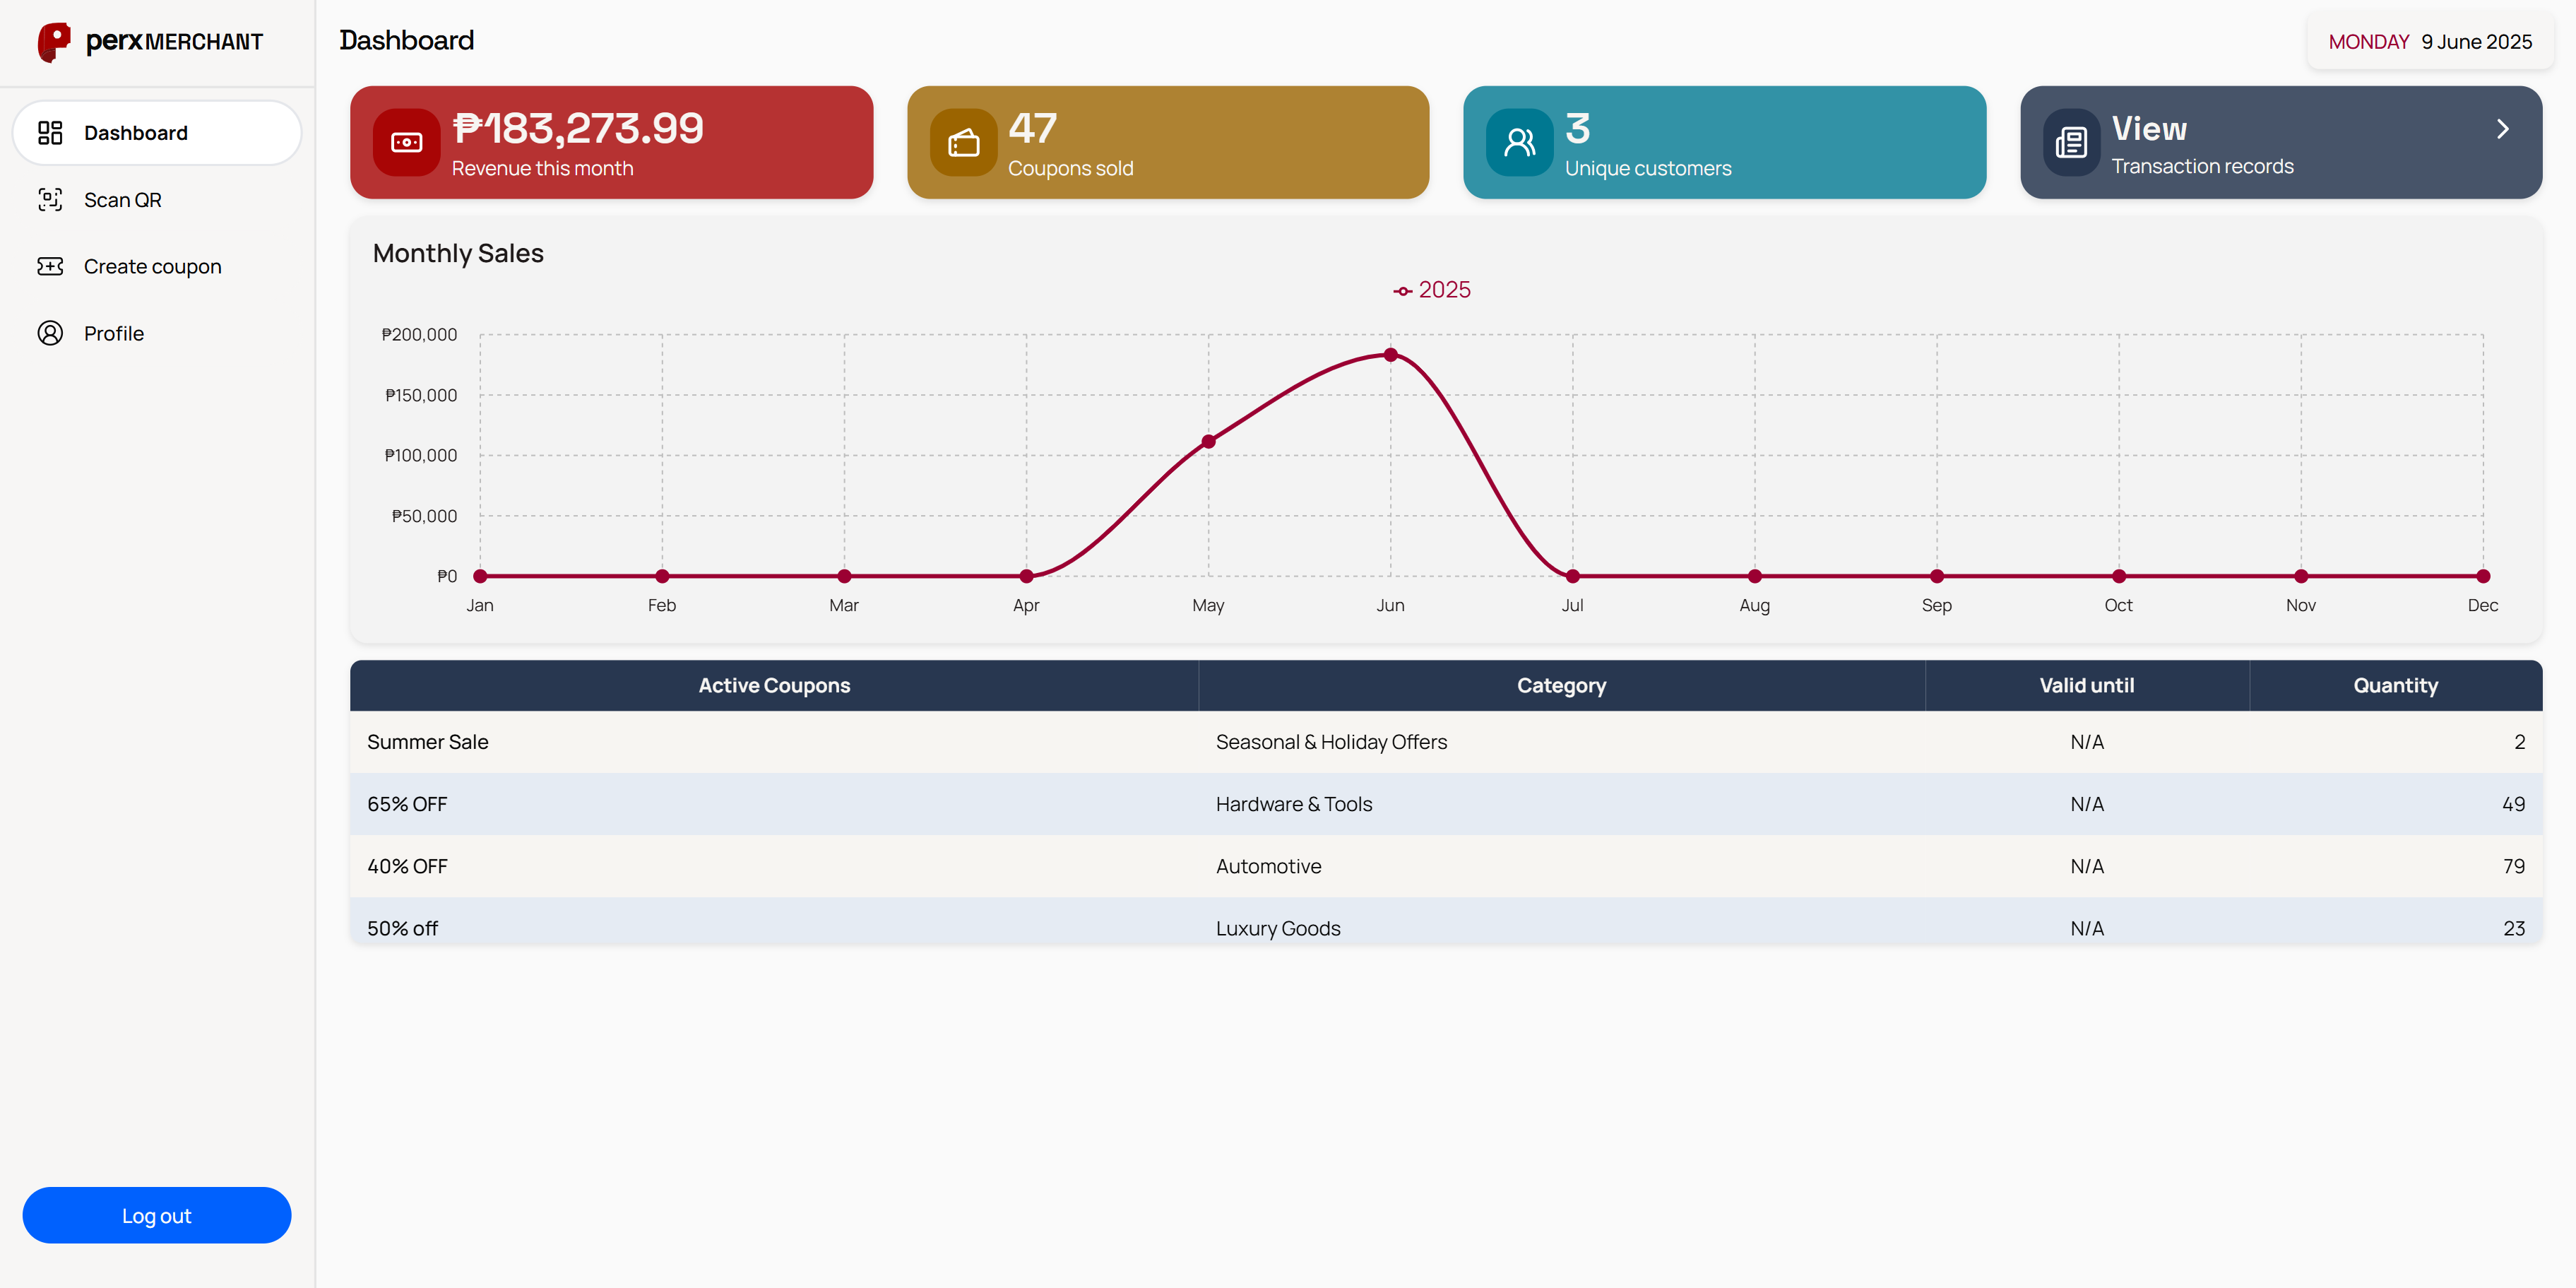 perxMERCHANT
Dashboard
Scan QR
Create coupon
Profile
Log out
Dashboard
MONDAY 9 June 2025
₱183,273.99
Revenue this month
47
Coupons sold
3
Unique customers
View
Transaction records
Monthly Sales
2025
₱200,000
₱150,000
₱100,000
₱50,000
₱0
Jan Feb Mar Apr May Jun Jul Aug Sep Oct Nov Dec
Active Coupons Category Valid until Quantity
Summer Sale Seasonal & Holiday Offers N/A 2
65% OFF Hardware & Tools N/A 49
40% OFF Automotive N/A 79
50% off Luxury Goods N/A 23